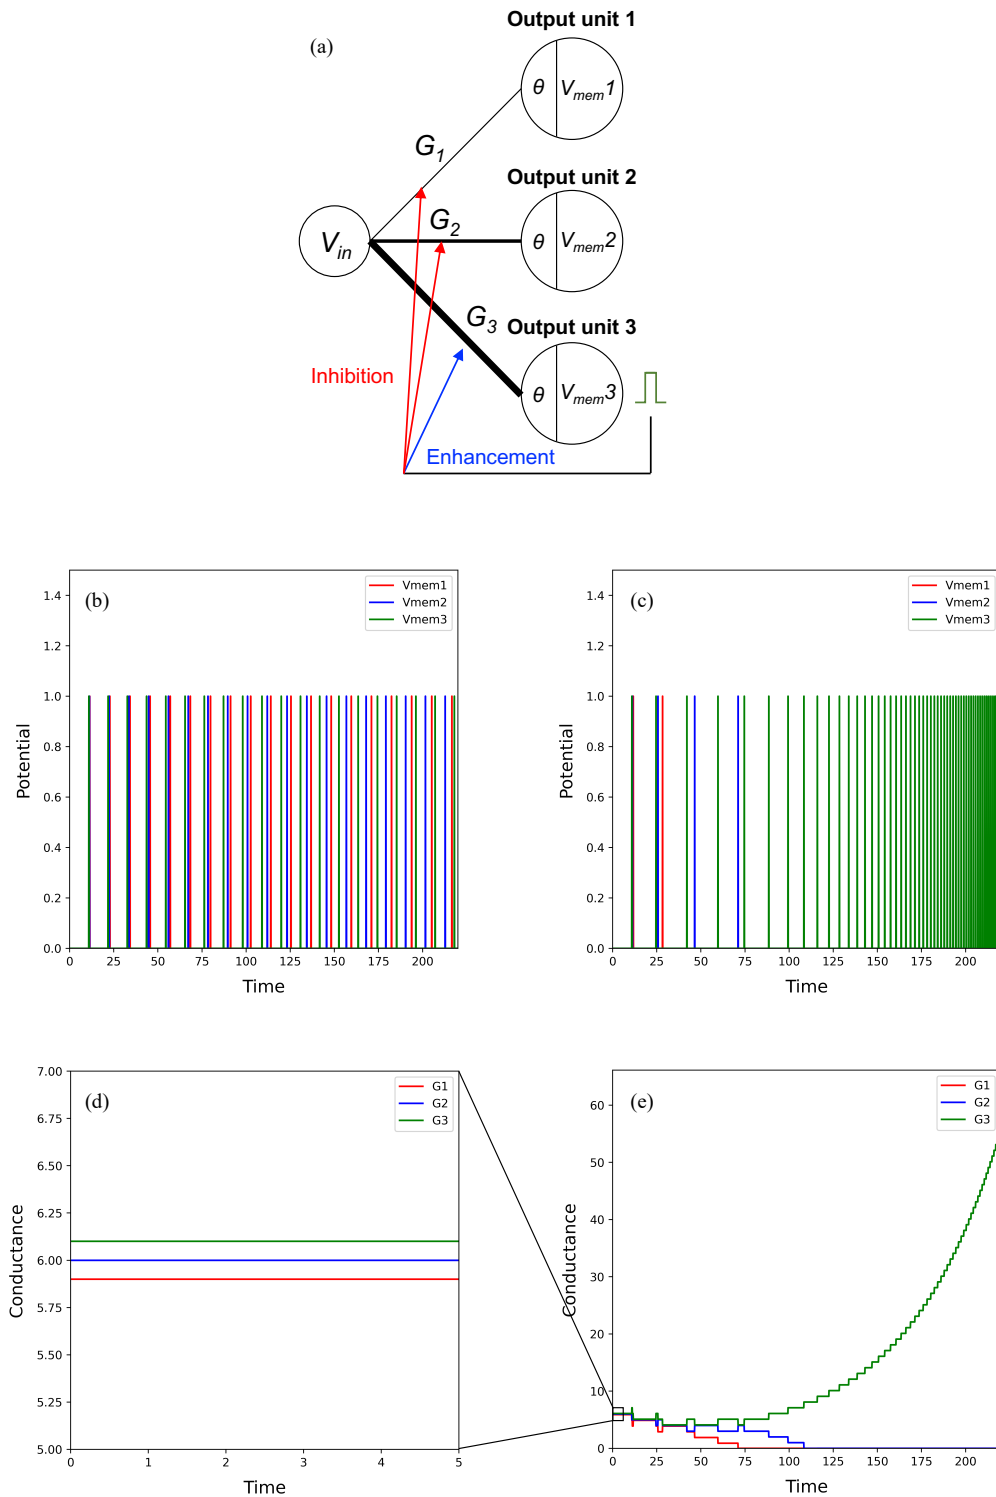 Output unit 1
(a)
θ
Vmem1
G1
Output unit 2
Vin
G2
θ
Vmem2
G3
Output unit 3
Inhibition
θ
Vmem3
Enhancement
(b)
Vmem1
Vmem2
Vmem3
1.4
1.2
1.0
0.8
0.6
0.4
0.2
0.0
Potential
0 25 50 75 100 125 150 175 200
Time
(c)
Vmem1
Vmem2
Vmem3
1.4
1.2
1.0
0.8
0.6
0.4
0.2
0.0
Potential
0 25 50 75 100 125 150 175 200
Time
(d)
G1
G2
G3
7.00
6.75
6.50
6.25
6.00
5.75
5.50
5.25
5.00
Conductance
0 1 2 3 4 5
Time
(e)
G1
G2
G3
60
50
40
30
20
10
0
Conductance
0 25 50 75 100 125 150 175 200
Time